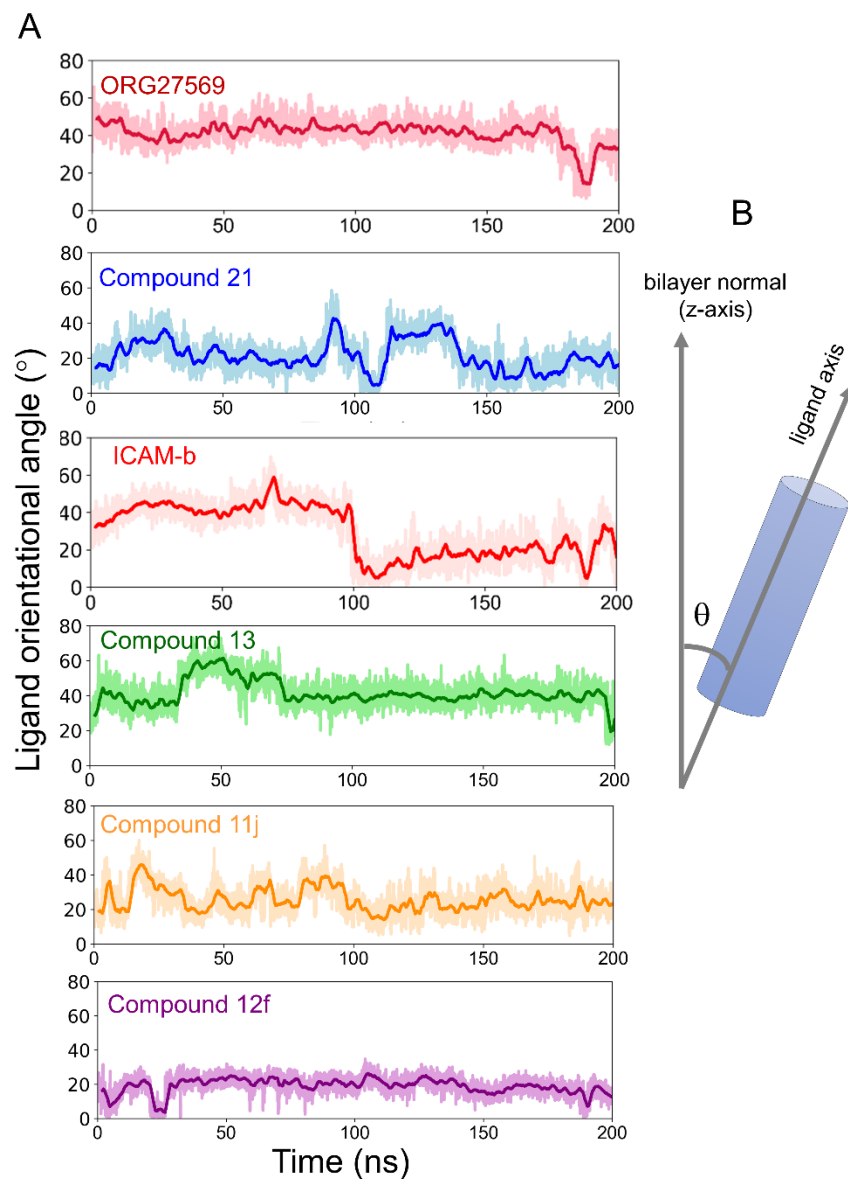 A
80
60
40
20
0
ORG27569
0 50 100 150 200
80
60
40
20
0
Compound 21
0 50 100 150 200
80
60
40
20
0
ICAM-b
0 50 100 150 200
80
60
40
20
0
Compound 13
0 50 100 150 200
80
60
40
20
0
Compound 11j
0 50 100 150 200
80
60
40
20
0
Compound 12f
0 50 100 150 200
Ligand orientational angle (°)
Time (ns)
B
bilayer normal
(z-axis)
ligand axis
θ